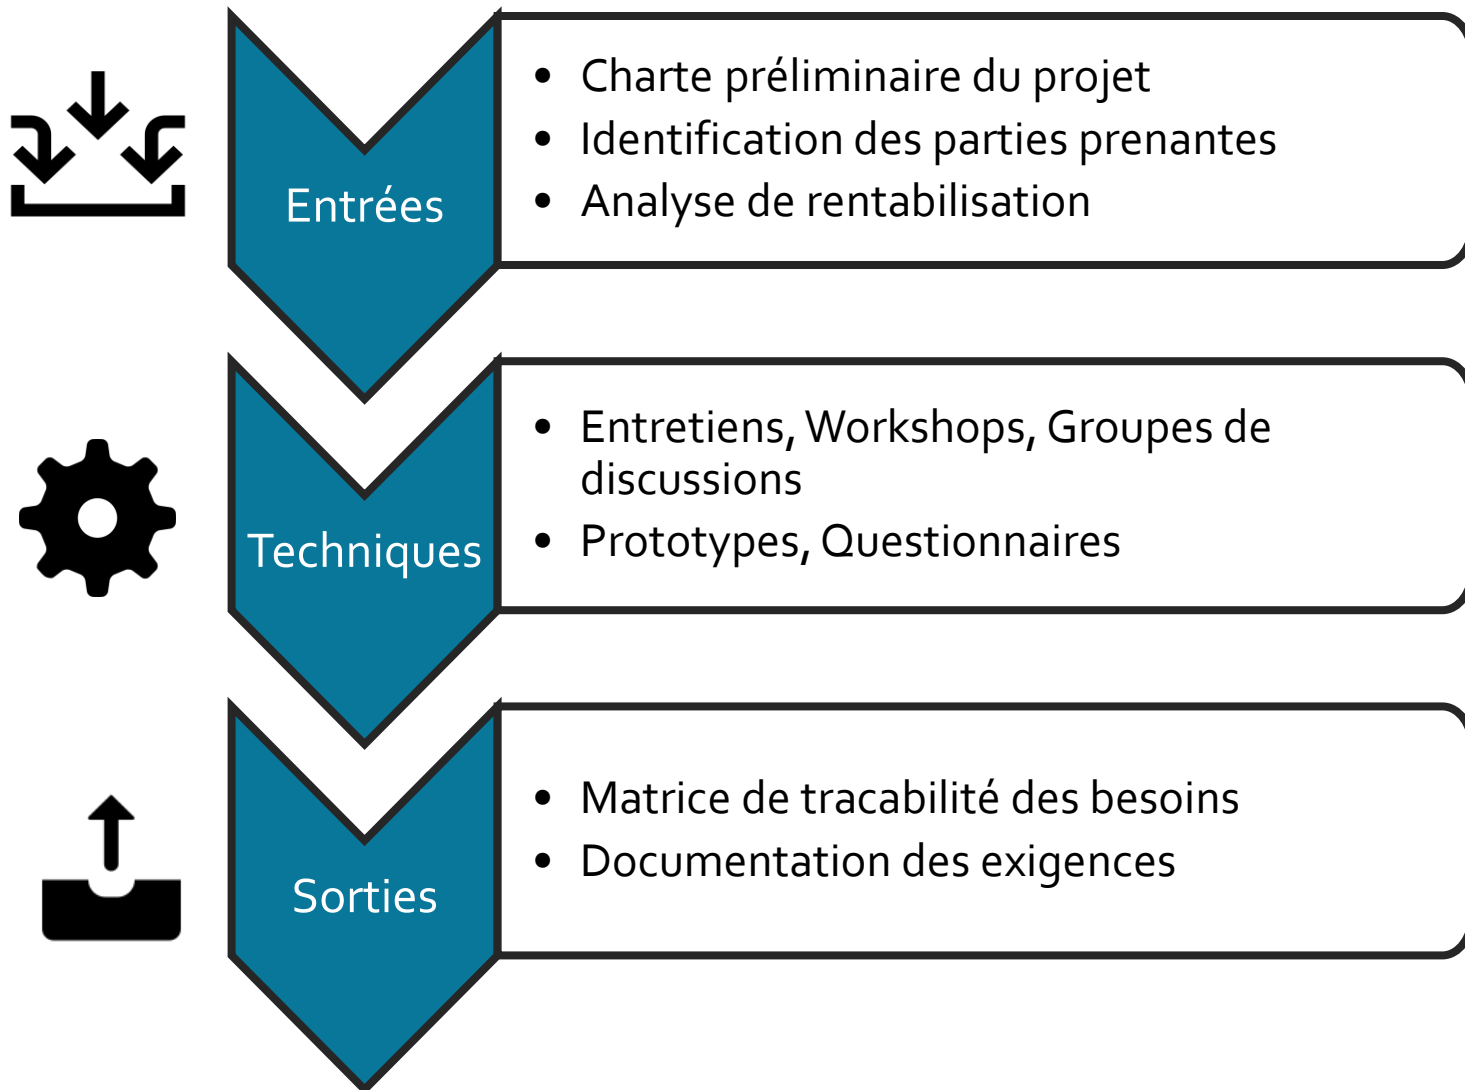 Entrées
• Charte préliminaire du projet
• Identification des parties prenantes
• Analyse de rentabilisation
Techniques
• Entretiens, Workshops, Groupes de
discussions
• Prototypes, Questionnaires
Sorties
• Matrice de tracabilité des besoins
• Documentation des exigences